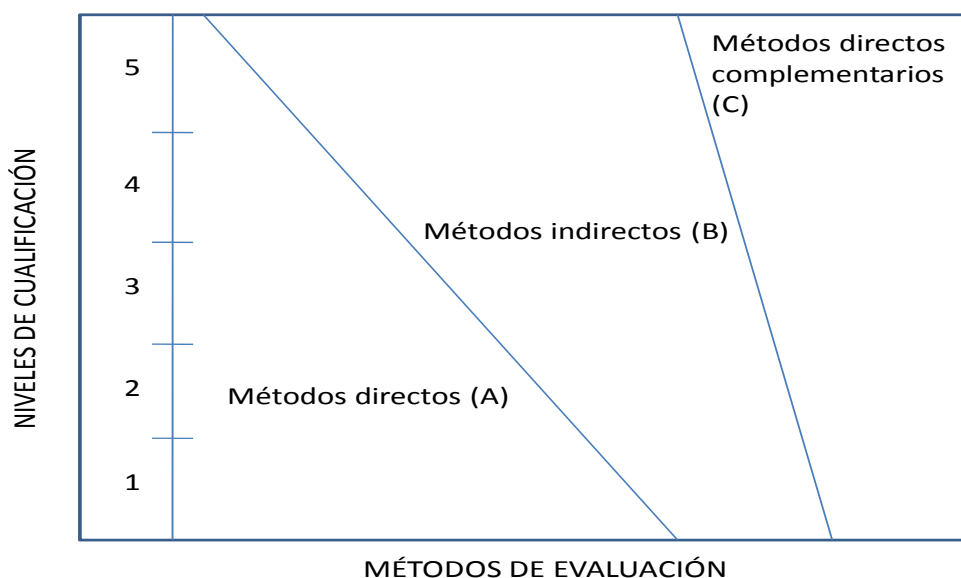 NIVELES DE CUALIFICACIÓN
5
4
3
2
1
Métodos directos
complementarios
(C)
Métodos indirectos (B)
Métodos directos (A)
MÉTODOS DE EVALUACIÓN